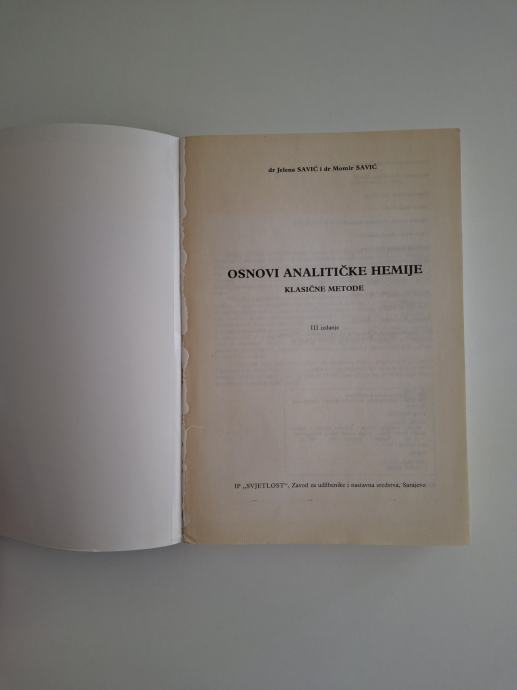 dr Jelena SAVIĆ i dr Momir SAVIĆ
OSNOVI ANALITIČKE HEMIJE
KLASIČNE METODE
III izdanje
IP „SVJETLOST“, Zavod za udžbenike i nastavna sredstva, Sarajevo